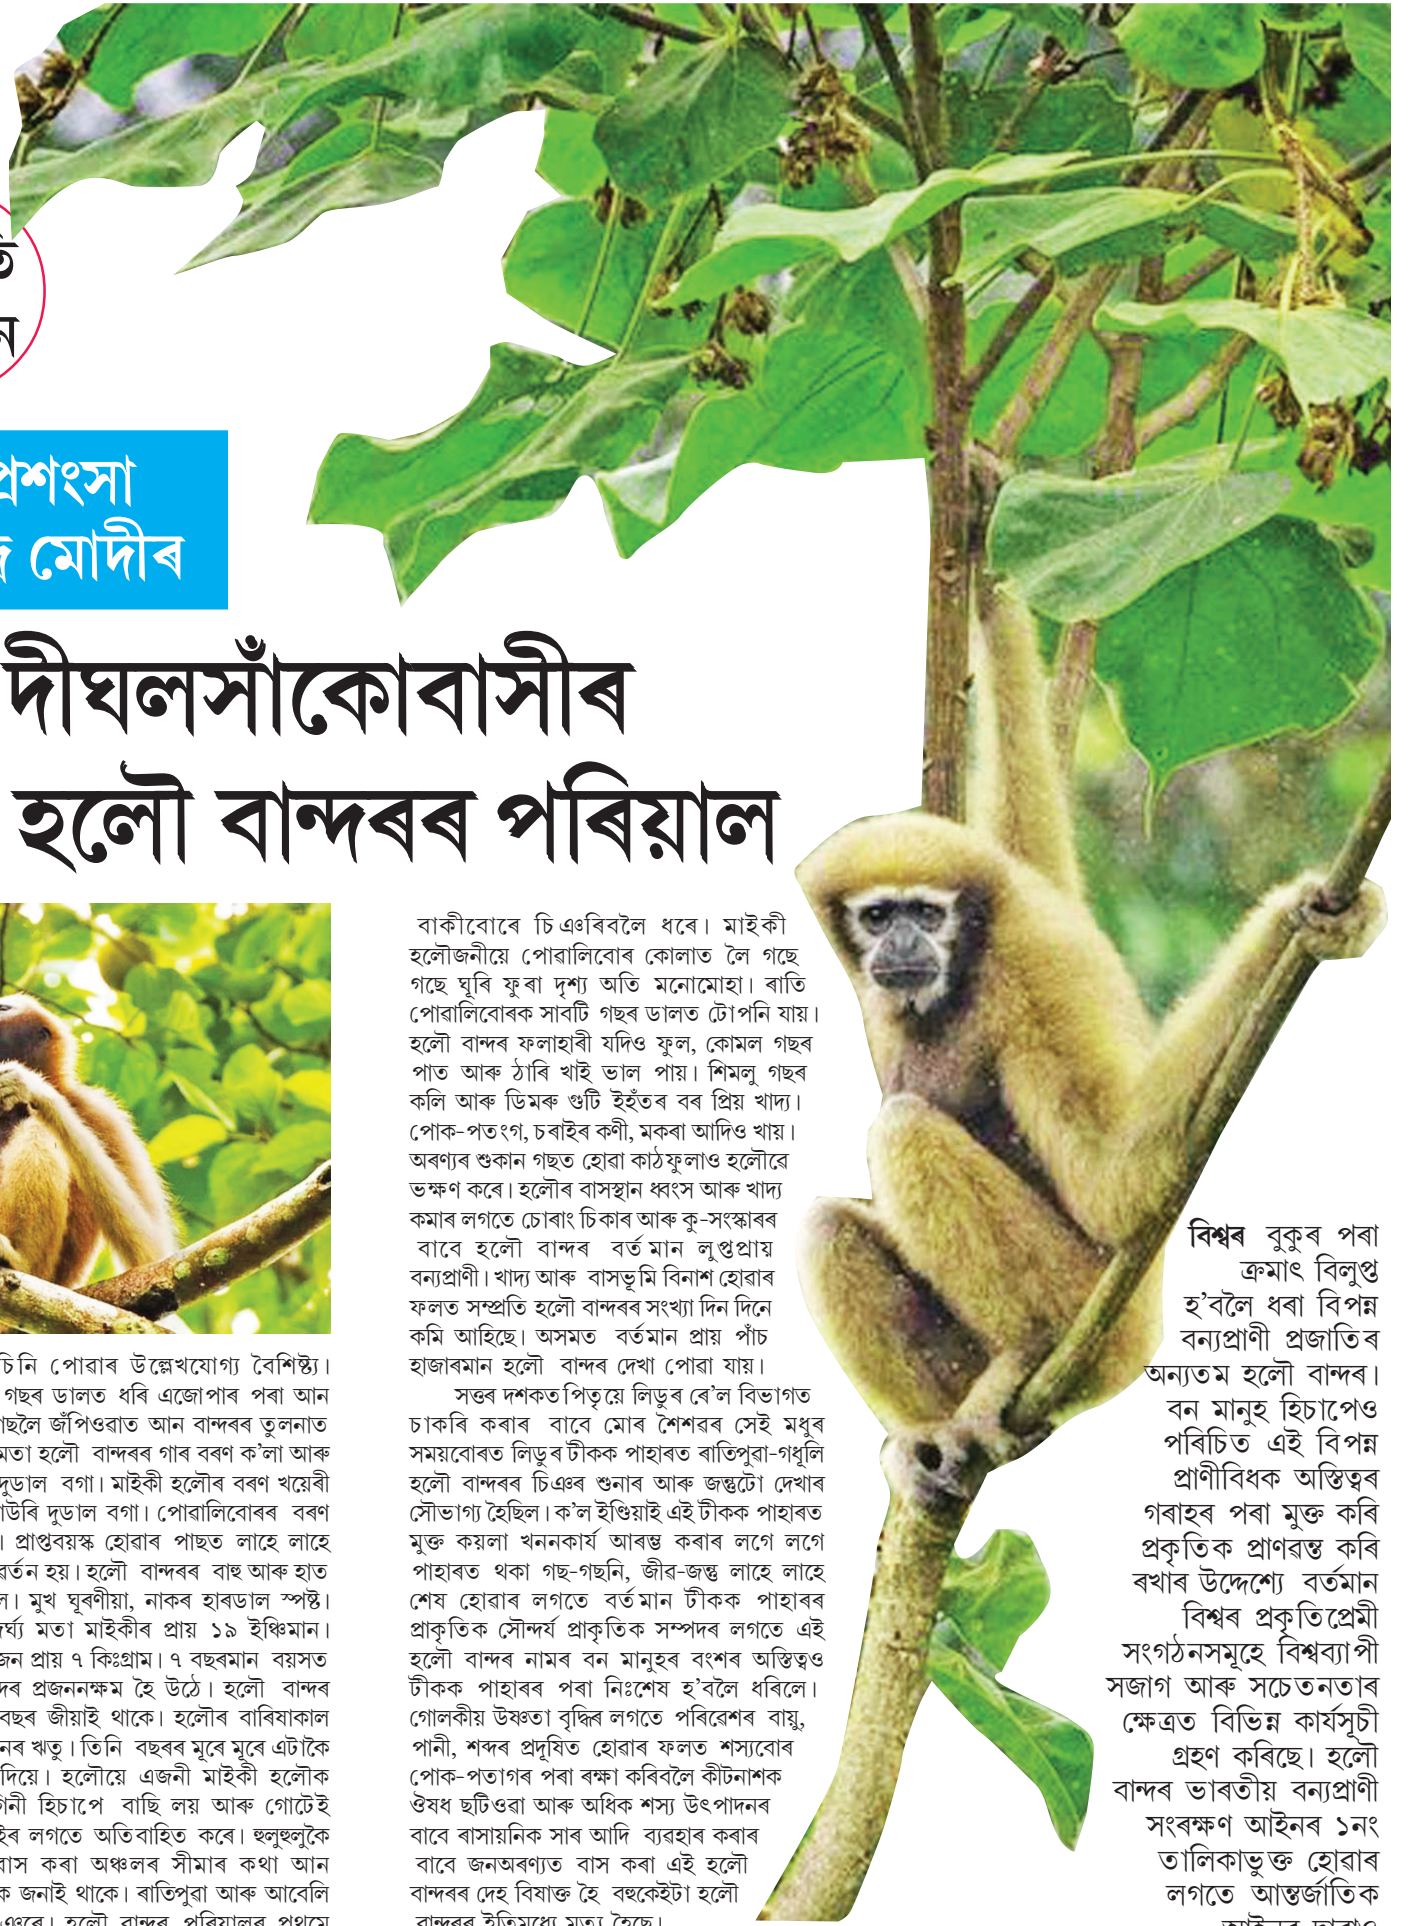 প্ৰশংসা
মোদীৰ
দীঘলসাঁকোবাসীৰ
হলৌ বান্দৰৰ পৰিয়াল
চিনি পোৱাৰ উল্লেখযোগ্য বৈশিষ্ট্য।
গছৰ ডালত ধৰি এজোপাৰ পৰা আন
জঁপিওৱাত আন বান্দৰৰ তুলনাত
মতা হলৌ বান্দৰৰ গাৰ বৰণ ক’লা আৰু
দুডাল বগা। মাইকী হলৌৰ বৰণ খয়েৰী
দুডাল বগা। পোৱালিবোৰৰ বৰণ
। প্ৰাপ্তবয়স্ক হোৱাৰ পাছত লাহে লাহে
হয়। হলৌ বান্দৰৰ বাহু আৰু হাত
মুখ ঘূৰণীয়া, নাকৰ হাৰডাল স্পষ্ট।
মতা মাইকীৰ প্ৰায় ১৯ ইঞ্চিমান।
প্ৰায় ৭ কিঃগ্ৰাম। ৭ বছৰমান বয়সত
প্ৰজননক্ষম হৈ উঠে। হলৌ বান্দৰ
বছৰ জীয়াই থাকে। হলৌৰ বাৰিষাকাল
ঋতু। তিনি বছৰৰ মূৰে মূৰে এটাকৈ
দিয়ে। হলৌয়ে এজনী মাইকী হলৌক
হিচাপে বাছি লয় আৰু গোটেই
লগতে অতিবাহিত কৰে। হুলুহুলুকৈ
বাস কৰা অঞ্চলৰ সীমাৰ কথা আন
জনাই থাকে। ৰাতিপুৱা আৰু আবেলি
হলৌ বান্দৰ পৰিয়ালৰ প্ৰথমে
বাকীবোৰে চিঞৰিবলৈ ধৰে। মাইকী
হলৌজনীয়ে পোৱালিবোৰ কোলাত লৈ গছে
গছে ঘূৰি ফুৰা দৃশ্য অতি মনোমোহা। ৰাতি
পোৱালিবোৰক সাবটি গছৰ ডালত টোপনি যায়।
হলৌ বান্দৰ ফলাহাৰী যদিও ফুল, কোমল গছৰ
পাত আৰু ঠাৰি খাই ভাল পায়। শিমলু গছৰ
কলি আৰু ডিমৰু গুটি ইহঁতৰ বৰ প্ৰিয় খাদ্য।
পোক-পতংগ, চৰাইৰ কণী, মকৰা আদিও খায়।
অৰণ্যৰ শুকান গছত হোৱা কাঠফুলাও হলৌৱে
ভক্ষণ কৰে। হলৌৰ বাসস্থান ধ্বংস আৰু খাদ্য
কমাৰ লগতে চোৰাং চিকাৰ আৰু কু-সংস্কাৰৰ
বাবে হলৌ বান্দৰ বৰ্তমান লুপ্তপ্ৰায়
বন্যপ্ৰাণী। খাদ্য আৰু বাসভূমি বিনাশ হোৱাৰ
ফলত সম্প্ৰতি হলৌ বান্দৰৰ সংখ্যা দিন দিনে
কমি আহিছে। অসমত বৰ্তমান প্ৰায় পাঁচ
হাজাৰমান হলৌ বান্দৰ দেখা পোৱা যায়।
সত্তৰ দশকত পিতৃয়ে লিডুৰ ৰে’ল বিভাগত
চাকৰি কৰাৰ বাবে মোৰ শৈশৱৰ সেই মধুৰ
সময়বোৰত লিডুৰ টীকক পাহাৰত ৰাতিপুৱা-গধূলি
হলৌ বান্দৰৰ চিঞৰ শুনাৰ আৰু জন্তুটো দেখাৰ
সৌভাগ্য হৈছিল। ক’ল ইণ্ডিয়াই এই টীকক পাহাৰত
মুক্ত কয়লা খননকাৰ্য আৰম্ভ কৰাৰ লগে লগে
পাহাৰত থকা গছ-গছনি, জীৱ-জন্তু লাহে লাহে
শেষ হোৱাৰ লগতে বৰ্তমান টীকক পাহাৰৰ
প্ৰাকৃতিক সৌন্দৰ্য প্ৰাকৃতিক সম্পদৰ লগতে এই
হলৌ বান্দৰ নামৰ বন মানুহৰ বংশৰ অস্তিত্বও
টীকক পাহাৰৰ পৰা নিঃশেষ হ’বলৈ ধৰিলে।
গোলকীয় উষ্ণতা বৃদ্ধিৰ লগতে পৰিৱেশৰ বায়ু,
পানী, শব্দৰ প্ৰদূষিত হোৱাৰ ফলত শস্যবোৰ
পোক-পতাগৰ পৰা ৰক্ষা কৰিবলৈ কীটনাশক
ঔষধ ছটিওৱা আৰু অধিক শস্য উৎপাদনৰ
বাবে ৰাসায়নিক সাৰ আদি ব্যৱহাৰ কৰাৰ
বাবে জনঅৰণ্যত বাস কৰা এই হলৌ
বান্দৰৰ দেহ বিষাক্ত হৈ বহুকেইটা হলৌ
বান্দৰৰ ইতিমধ্যে মৃত্যু হৈছে।
বিশ্বৰ বুকুৰ পৰা
ক্ৰমাৎ বিলুপ্ত
হ’বলৈ ধৰা বিপন্ন
বন্যপ্ৰাণী প্ৰজাতিৰ
অন্যতম হলৌ বান্দৰ।
বন মানুহ হিচাপেও
পৰিচিত এই বিপন্ন
প্ৰাণীবিধক অস্তিত্বৰ
গৰাহৰ পৰা মুক্ত কৰি
প্ৰকৃতিক প্ৰাণৱন্ত কৰি
ৰখাৰ উদ্দেশ্যে বৰ্তমান
বিশ্বৰ প্ৰকৃতিপ্ৰেমী
সংগঠনসমূহে বিশ্বব্যাপী
সজাগ আৰু সচেতনতাৰ
ক্ষেত্ৰত বিভিন্ন কাৰ্যসূচী
গ্ৰহণ কৰিছে। হলৌ
বান্দৰ ভাৰতীয় বন্যপ্ৰাণী
সংৰক্ষণ আইনৰ ১নং
তালিকাভুক্ত হোৱাৰ
লগতে আন্তৰ্জাতিক